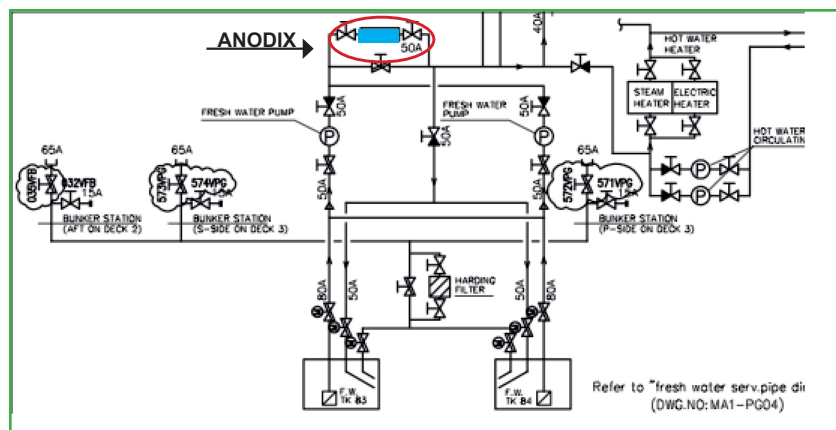 ANODIX
50A
40A
HOT WATER
HEATER
STEAM
HEATER
ELECTRIC
HEATER
50A
50A
50A
FRESH WATER PUMP
FRESH WATER
PUMP
P
P
HOT WATER
CIRCULATIN
P
P
65A
035VFB
032VFB
15A
BUNKER STATION
(AFT ON DECK 2)
65A
573VPG
574VPG
15A
BUNKER STATION
(S-SIDE ON DECK 3)
50A
50A
65A
572VPG
571VPG
15A
BUNKER STATION
(P-SIDE ON DECK 3)
80A
50A
HARDING
FILTER
50A
80A
F.W.
TK 83
F.W.
TK 84
Refer to "fresh water serv.pipe di
(DWG.NO:MA1-PG04)